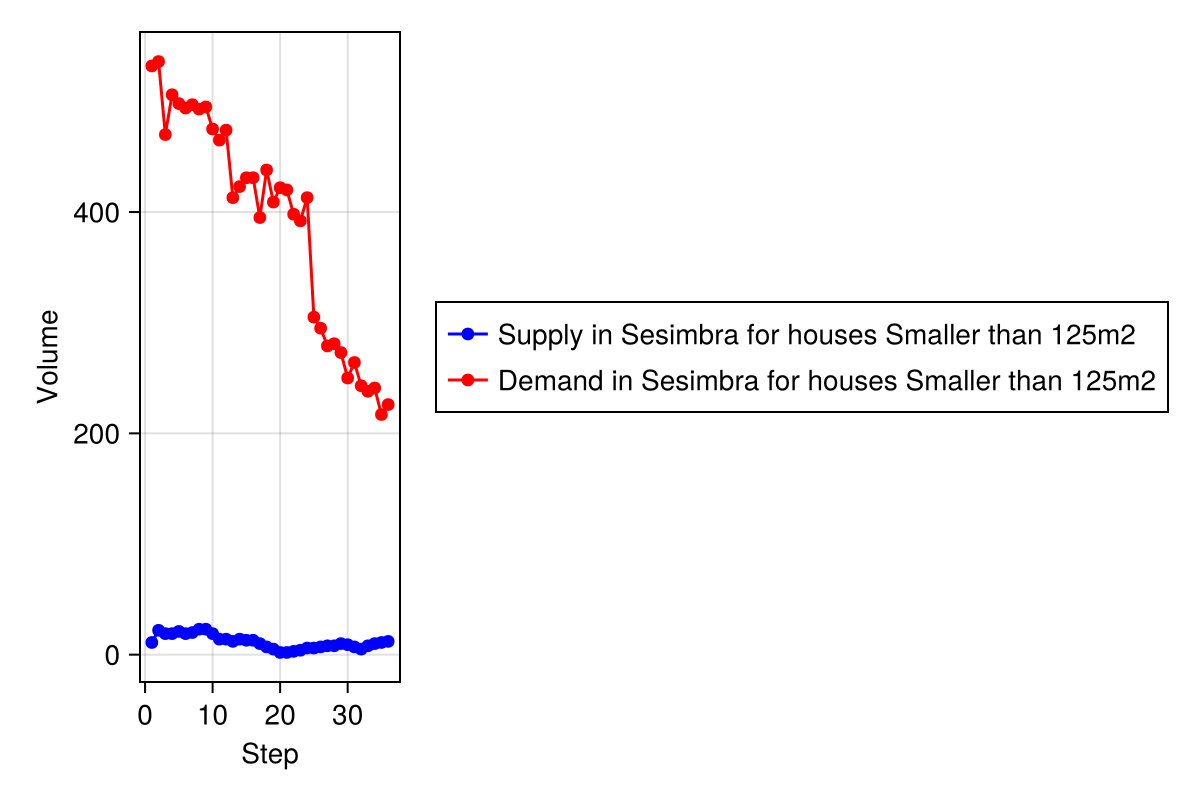 Volume
400
200
0
0 10 20 30
Step
Supply in Sesimbra for houses Smaller than 125m2
Demand in Sesimbra for houses Smaller than 125m2